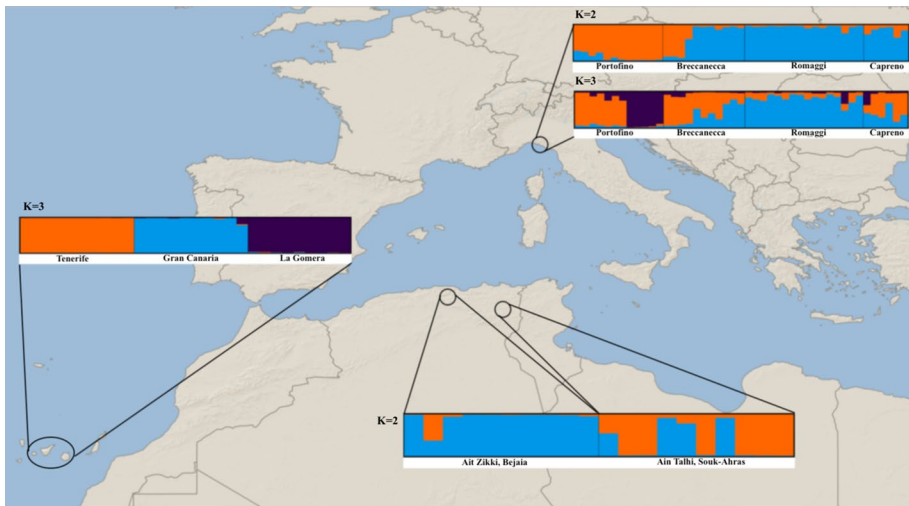 K=2
Portofino Breccanecca Romaggi Capreno
K=3
Portofino Breccanecca Romaggi Capreno
K=3
Tenerife Gran Canaria La Gomera
K=2
Ait Zikki, Bejaia Ain Talhi, Souk-Ahras